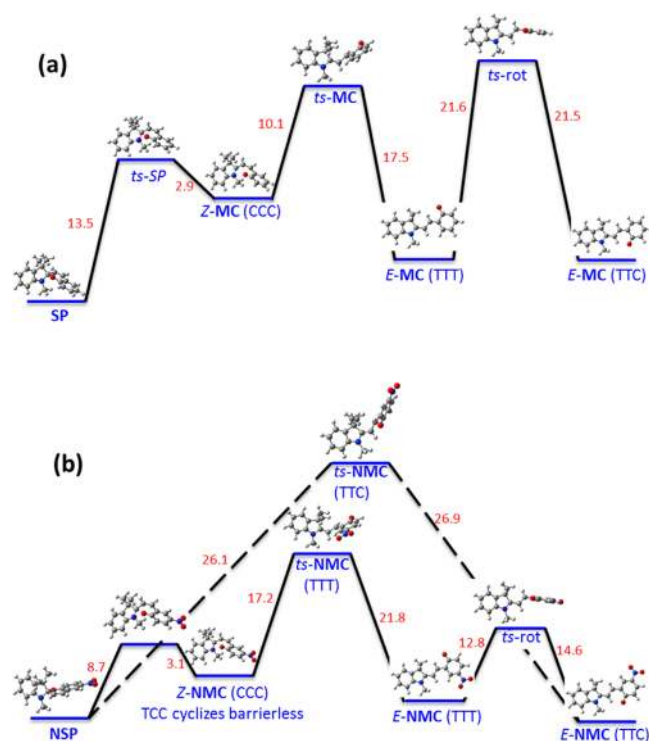 (a)
ts-rot
ts-MC
21.6
21.5
10.1
17.5
ts-SP
2.9
Z-MC (CCC)
13.5
E-MC (TTT)
E-MC (TTC)
SP
(b)
ts-NMC
(TTC)
26.1
26.9
ts-NMC
(TTT)
17.2
21.8
ts-rot
12.8
14.6
8.7
3.1
Z-NMC (CCC)
TCC cyclizes barrierless
E-NMC (TTT)
NSP
E-NMC (TTC)